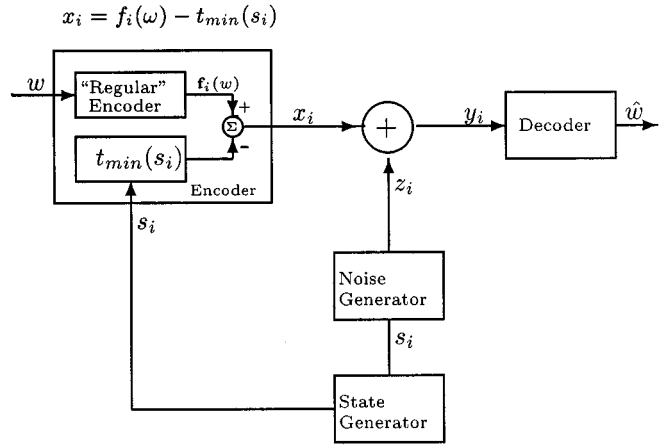 x_i = f_i(ω) − t_min(s_i)
w
"Regular"
Encoder
f_i(w)
+
Σ
-
t_min(s_i)
Encoder
x_i
+
y_i
Decoder
ŵ
z_i
s_i
Noise
Generator
s_i
State
Generator